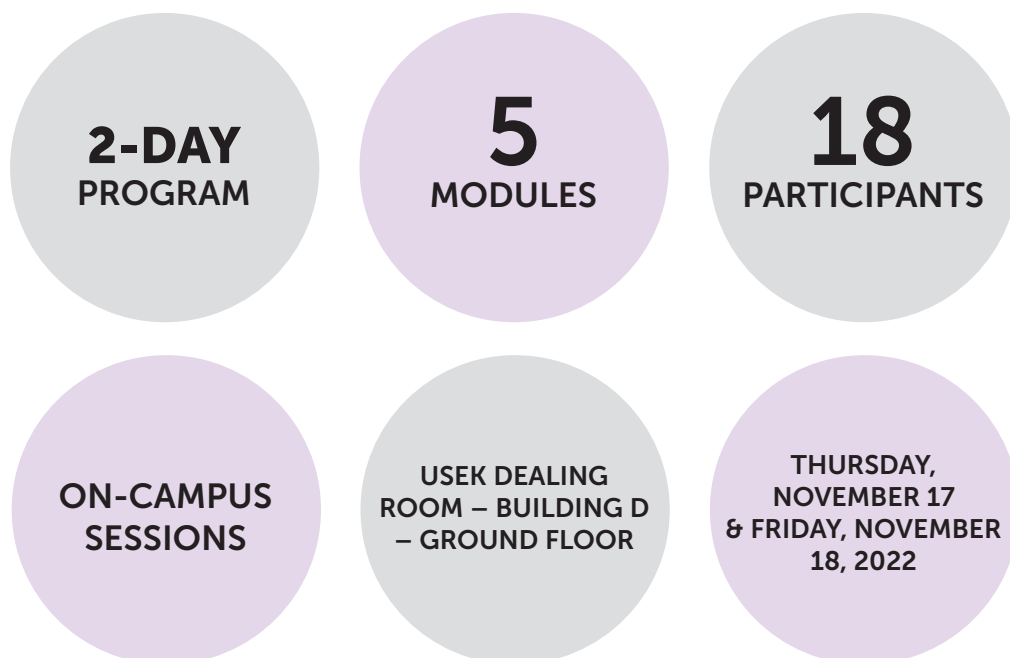 2-DAY
PROGRAM
5
MODULES
18
PARTICIPANTS
ON-CAMPUS
SESSIONS
USEK DEALING
ROOM – BUILDING D
– GROUND FLOOR
THURSDAY,
NOVEMBER 17
& FRIDAY, NOVEMBER
18, 2022